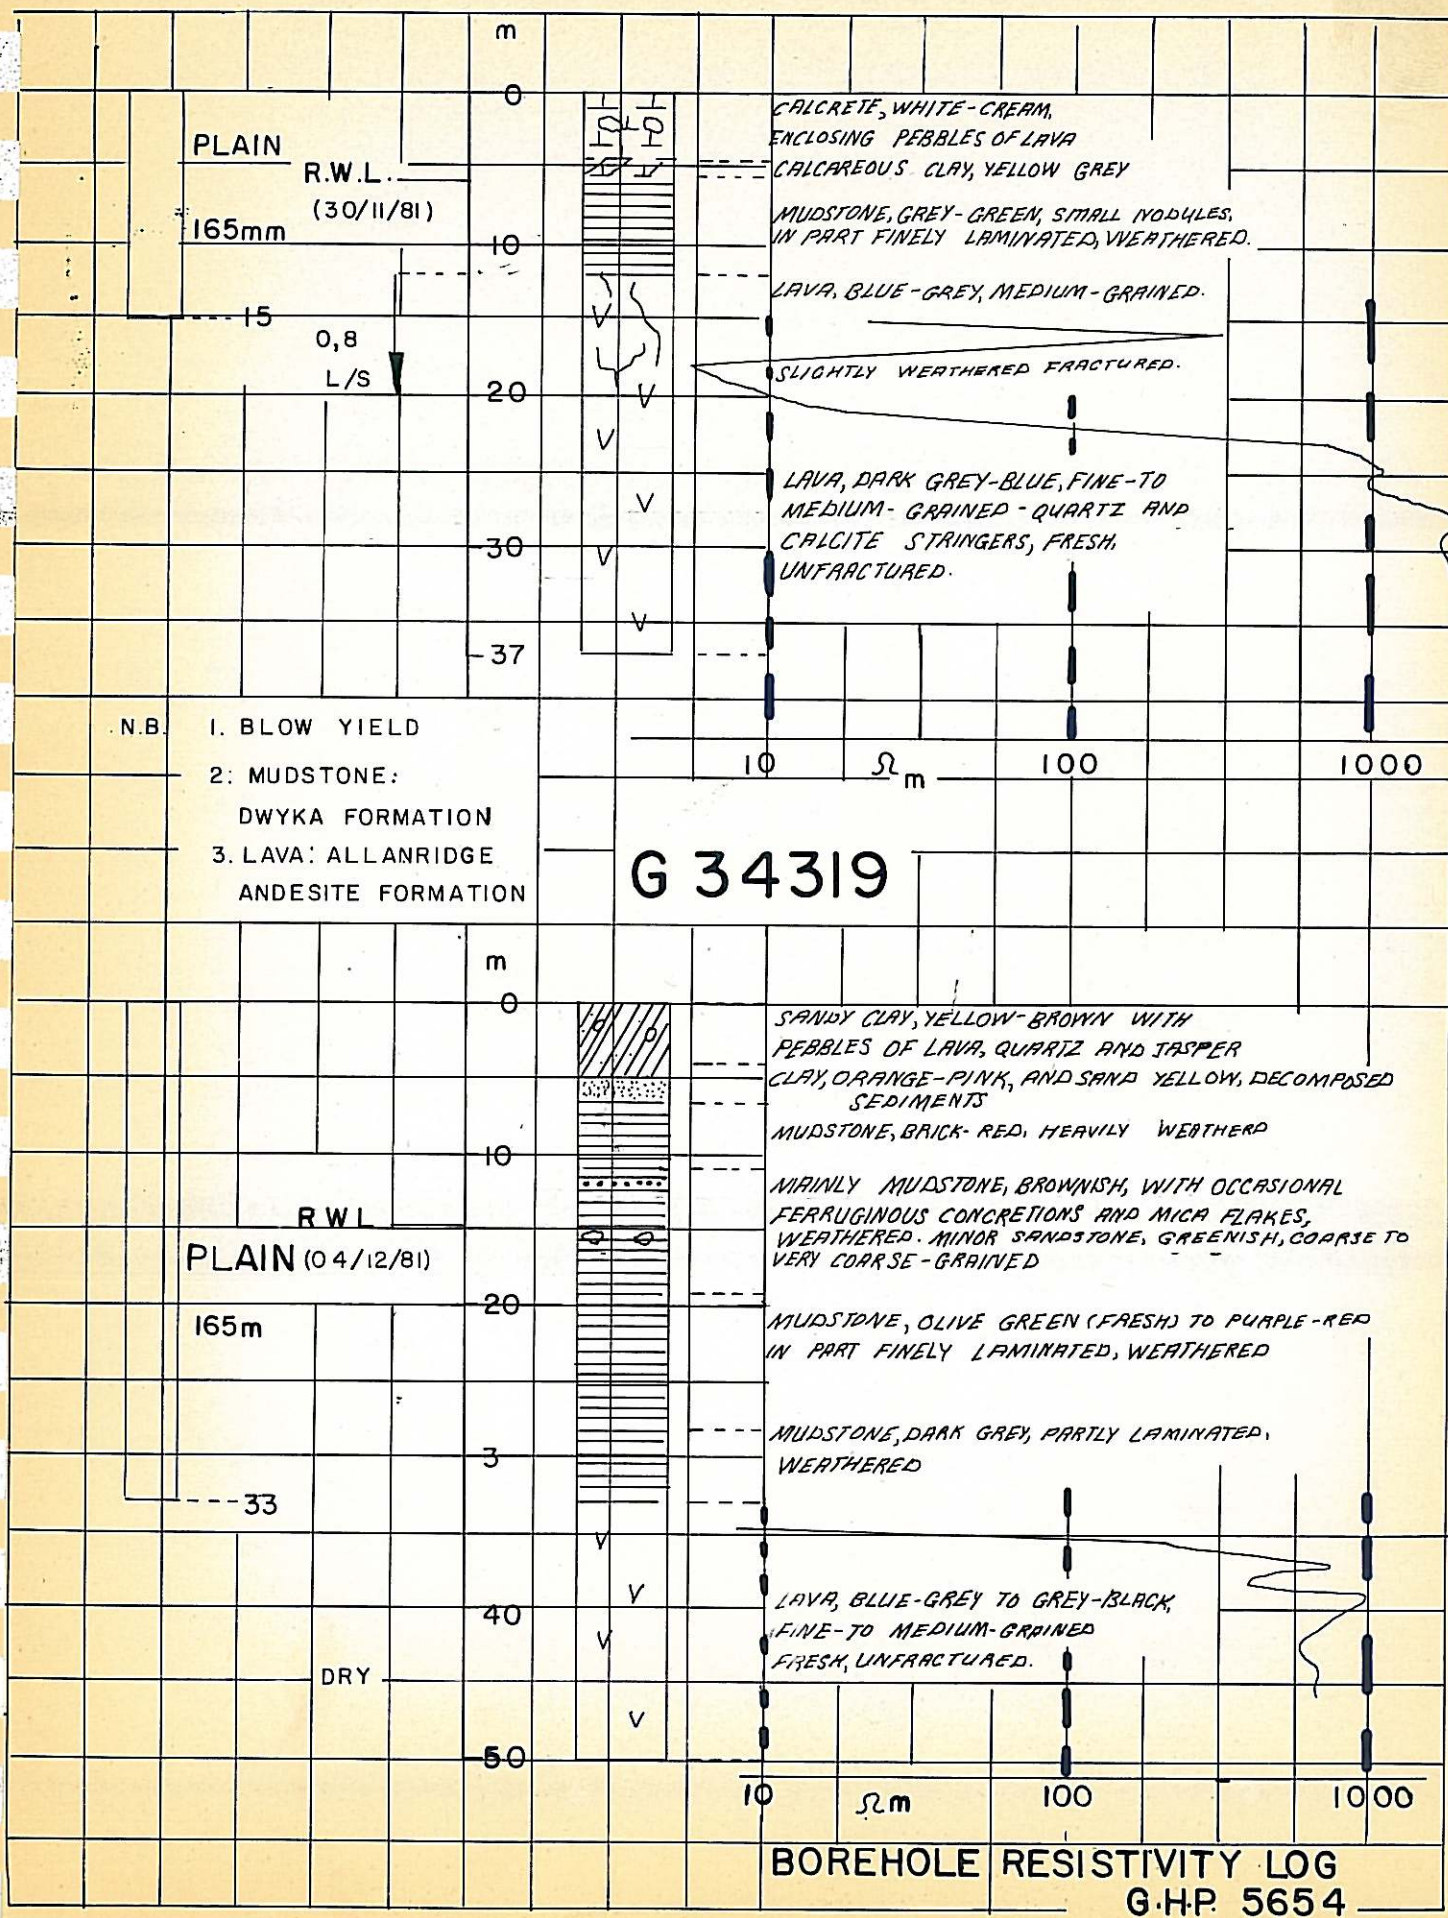 m
0
PLAIN
R.W.L.
(30/11/81)
165mm
10
15
0,8
L/S
20
30
37
CALCRETE, WHITE-CREAM,
ENCLOSING PEBBLES OF LAVA
CALCAREOUS CLAY, YELLOW GREY
MUDSTONE, GREY-GREEN, SMALL NODULES,
IN PART FINELY LAMINATED, WEATHERED.
LAVA, BLUE-GREY, MEDIUM-GRAINED.
SLIGHTLY WEATHERED FRACTURED.
LAVA, DARK GREY-BLUE, FINE-TO
MEDIUM-GRAINED-QUARTZ AND
CALCITE STRINGERS, FRESH,
UNFRACTURED.
V
V
V
V
V
V
10 Ωm 100 1000
N.B. 1. BLOW YIELD
2: MUDSTONE:
DWYKA FORMATION
3. LAVA: ALLANRIDGE
ANDESITE FORMATION
G 34319
m
0
10
RWL
PLAIN (04/12/81)
165m
20
3
33
40
DRY
50
SANDY CLAY, YELLOW-BROWN WITH
PEBBLES OF LAVA, QUARTZ AND JASPER
CLAY, ORANGE-PINK, AND SAND YELLOW, DECOMPOSED
SEDIMENTS
MUDSTONE, BRICK-RED, HEAVILY WEATHERD
MAINLY MUDSTONE, BROWNISH, WITH OCCASIONAL
FERRUGINOUS CONCRETIONS AND MICA FLAKES,
WEATHERED. MINOR SANDSTONE, GREENISH, COARSE TO
VERY COARSE-GRAINED
MUDSTONE, OLIVE GREEN (FRESH) TO PURPLE-RED
IN PART FINELY LAMINATED, WEATHERED
MUDSTONE, DARK GREY, PARTLY LAMINATED,
WEATHERED
LAVA, BLUE-GREY TO GREY-BLACK,
FINE-TO MEDIUM-GRAINED
FRESH, UNFRACTURED.
V
V
V
V
10 Ωm 100 1000
BOREHOLE RESISTIVITY LOG
G.H.P. 5654